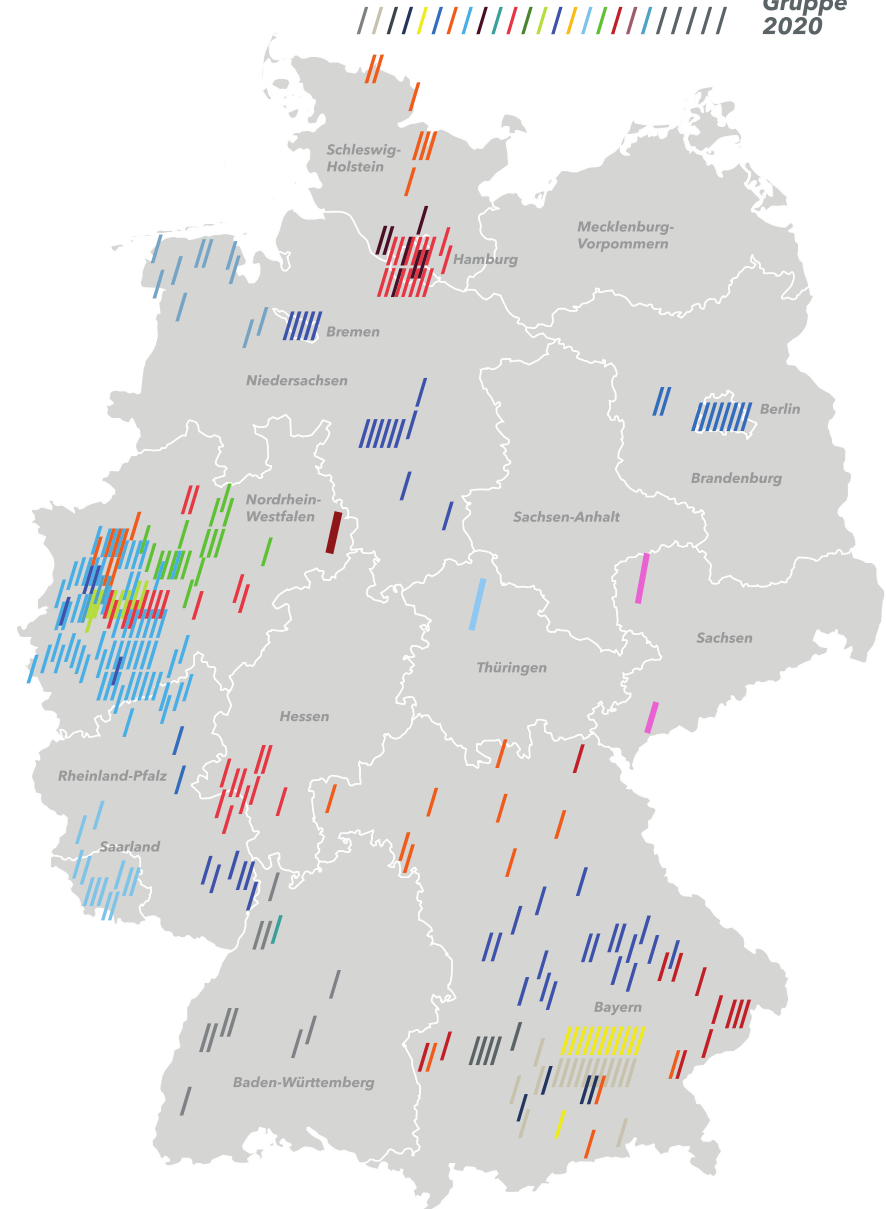 Gruppe
2020
Schleswig-
Holstein
Mecklenburg-
Vorpommern
Hamburg
Bremen
Niedersachsen
Berlin
Brandenburg
Nordrhein-
Westfalen
Sachsen-Anhalt
Sachsen
Thüringen
Hessen
Rheinland-Pfalz
Saarland
Bayern
Baden-Württemberg